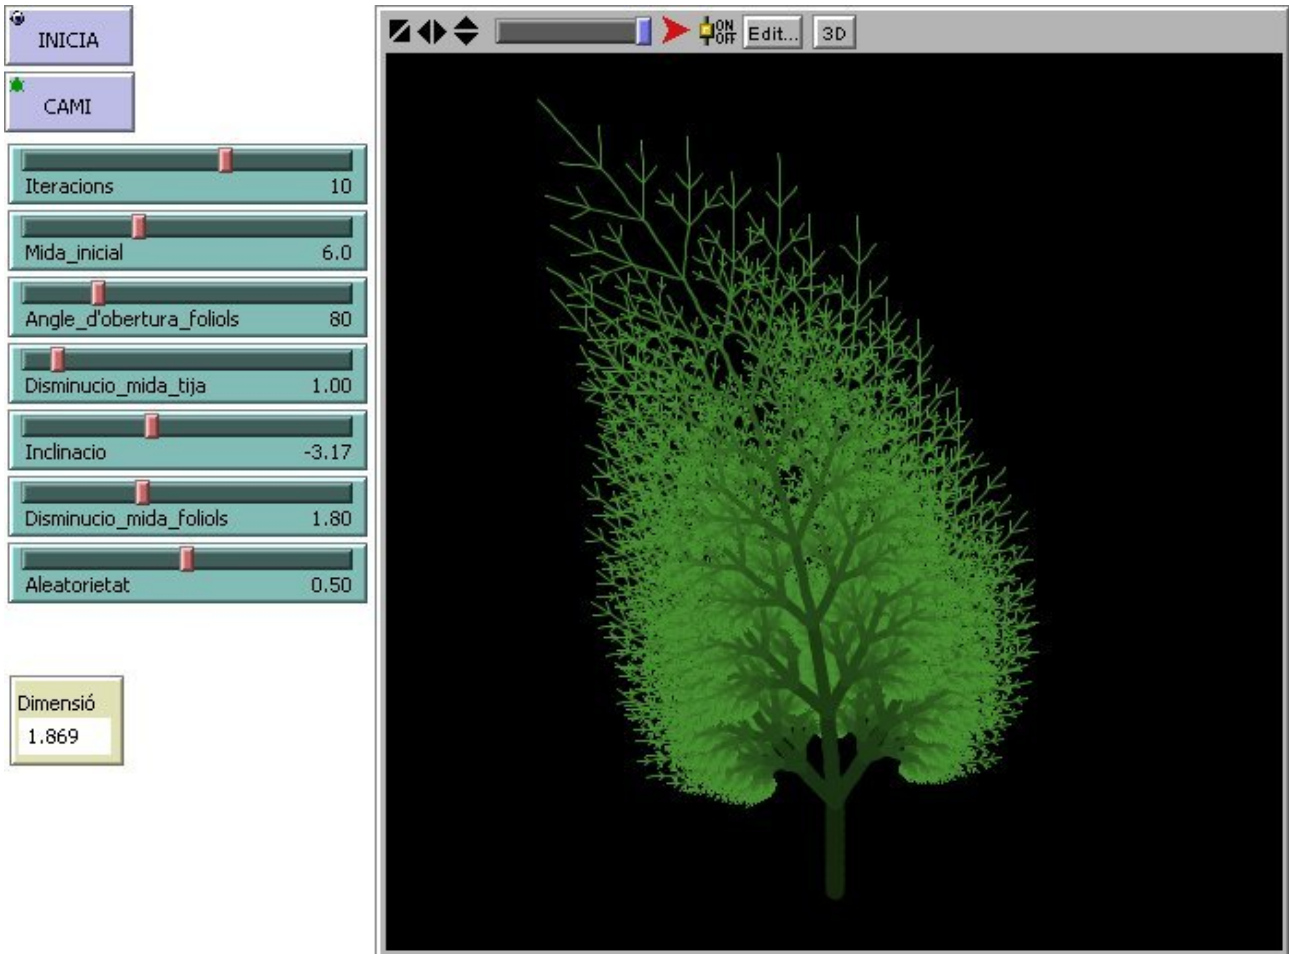 INICIA
ON
OFF
Edit...
3D
CAMI
Iteracions 10
Mida_inicial 6.0
Angle_d'obertura_foliols 80
Disminucio_mida_tija 1.00
Inclinacio -3.17
Disminucio_mida_foliols 1.80
Aleatorietat 0.50
Dimensió
1.869